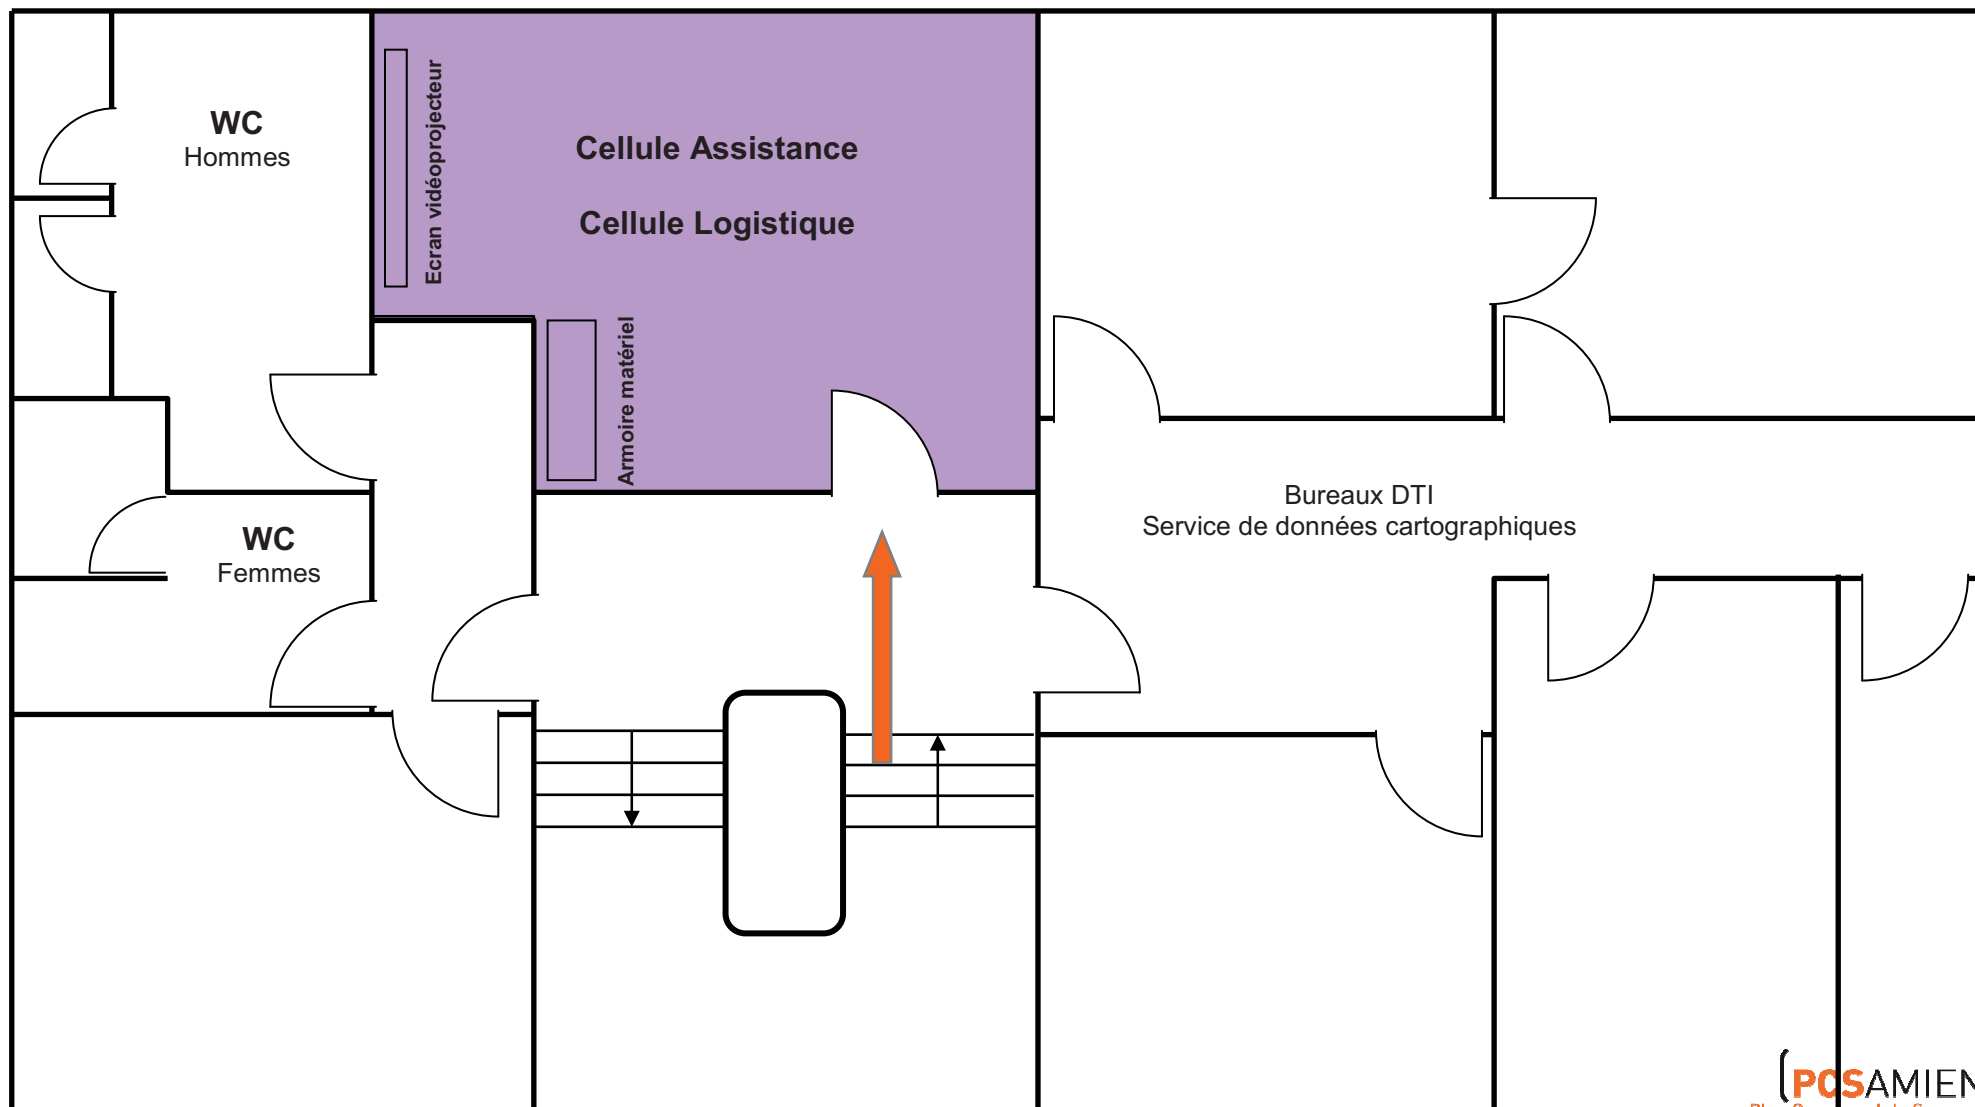 WC
Hommes
Ecran vidéoprojecteur
Cellule Assistance
Cellule Logistique
Armoire matériel
Bureaux DTI
Service de données cartographiques
WC
Femmes
PCSAMIEN